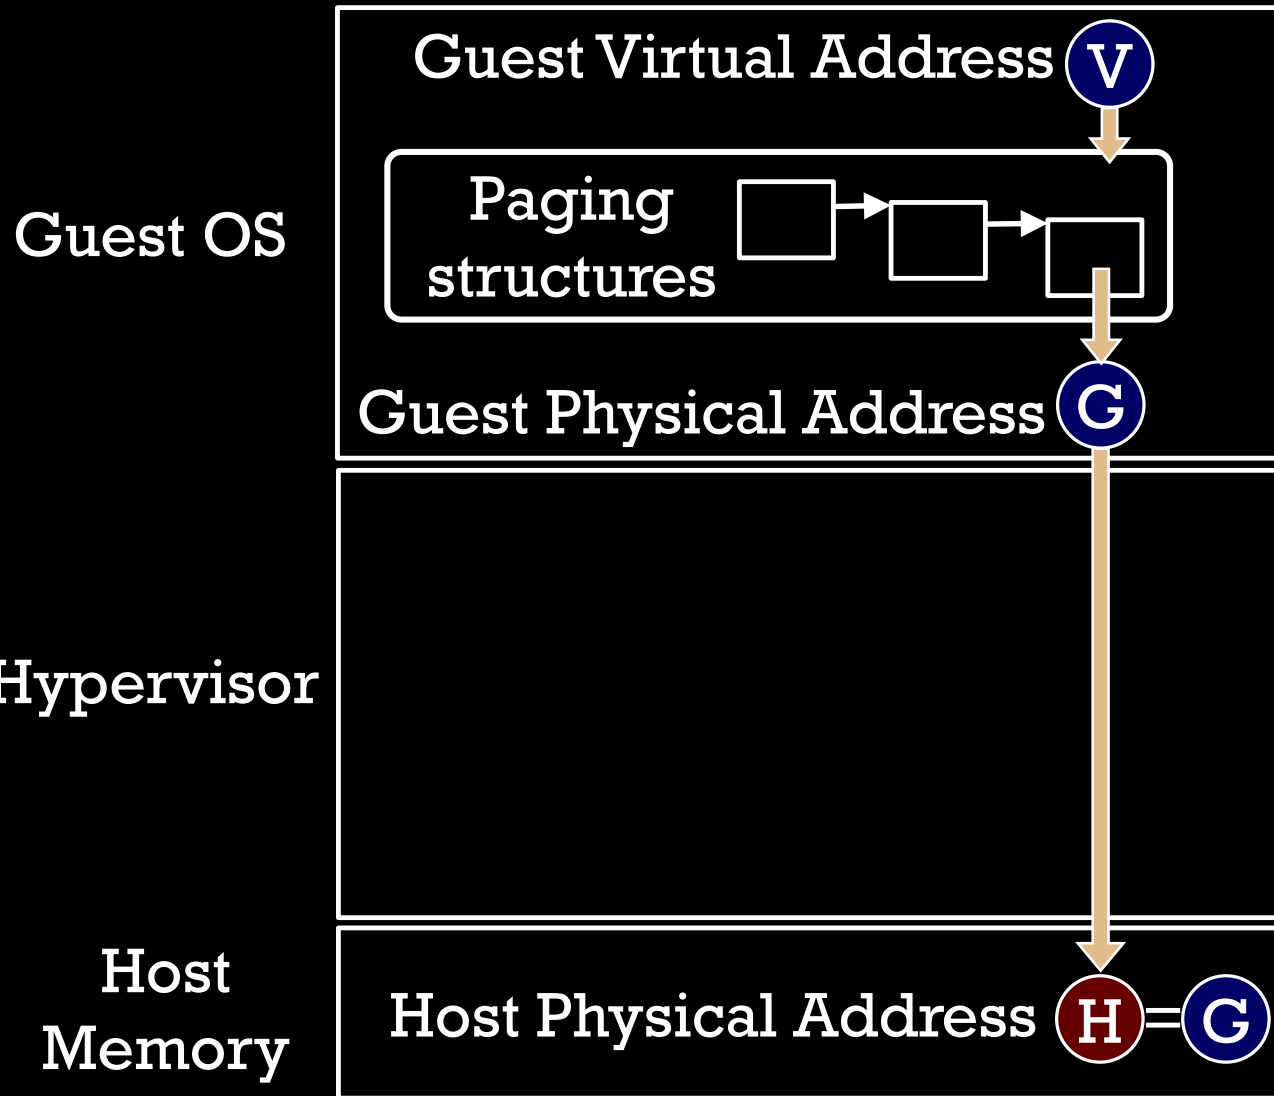 Guest Virtual Address V
Guest OS
Paging
structures
Guest Physical Address G
Hypervisor
Host
Memory
Host Physical Address H = G